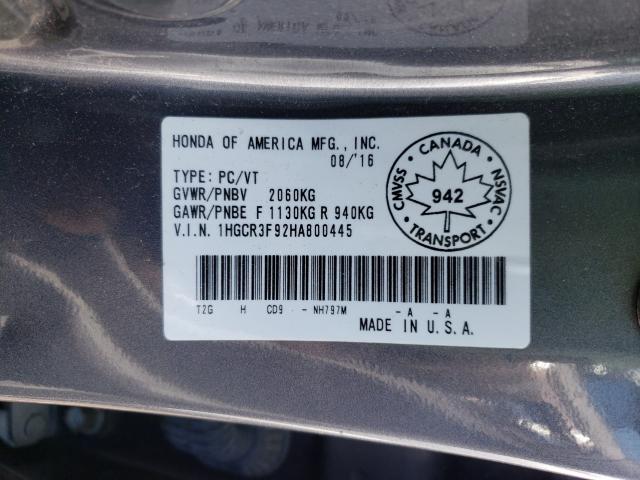 HONDA OF AMERICA MFG., INC.
08/'16
TYPE: PC/VT
GVWR/PNBV 2060KG
GAWR/PNBE F 1130KG R 940KG
V.I.N. 1HGCR3F92HA800445
CANADA
CMVSS
942
NSVAC
TRANSPORT
T2G H CD9 - NH797M - A - A
MADE IN U.S.A.